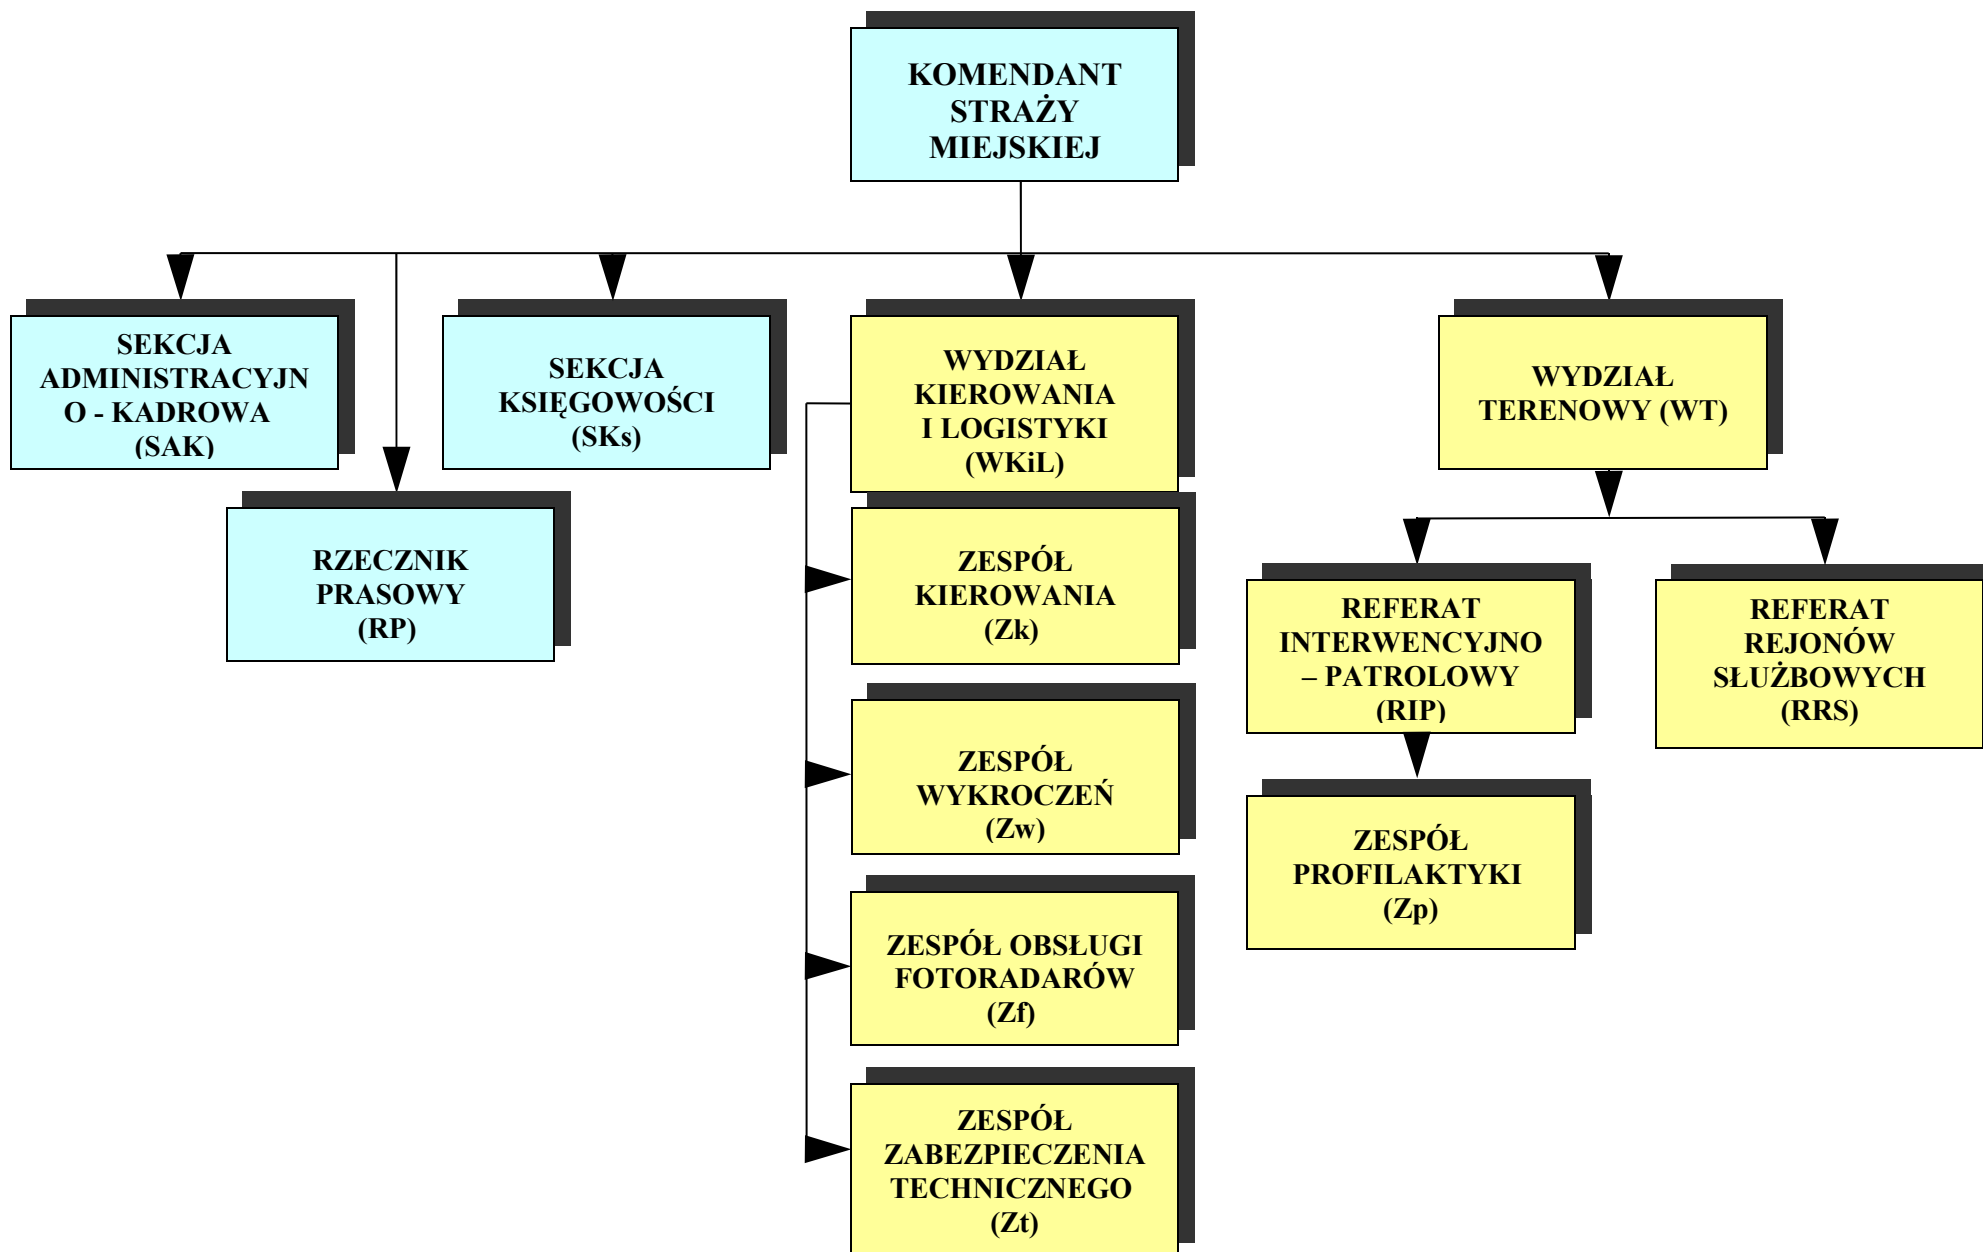 KOMENDANT
STRAŻY
MIEJSKIEJ
SEKCJA
ADMINISTRACYJN
O - KADROWA
(SAK)
SEKCJA
KSIĘGOWOŚCI
(SKs)
WYDZIAŁ
KIEROWANIA
I LOGISTYKI
(WKiL)
WYDZIAŁ
TERENOWY (WT)
RZECZNIK
PRASOWY
(RP)
ZESPÓŁ
KIEROWANIA
(Zk)
REFERAT
INTERWENCYJNO
– PATROLOWY
(RIP)
REFERAT
REJONÓW
SŁUŻBOWYCH
(RRS)
ZESPÓŁ
WYKROCZEŃ
(Zw)
ZESPÓŁ
PROFILAKTYKI
(Zp)
ZESPÓŁ OBSŁUGI
FOTORADARÓW
(Zf)
ZESPÓŁ
ZABEZPIECZENIA
TECHNICZNEGO
(Zt)